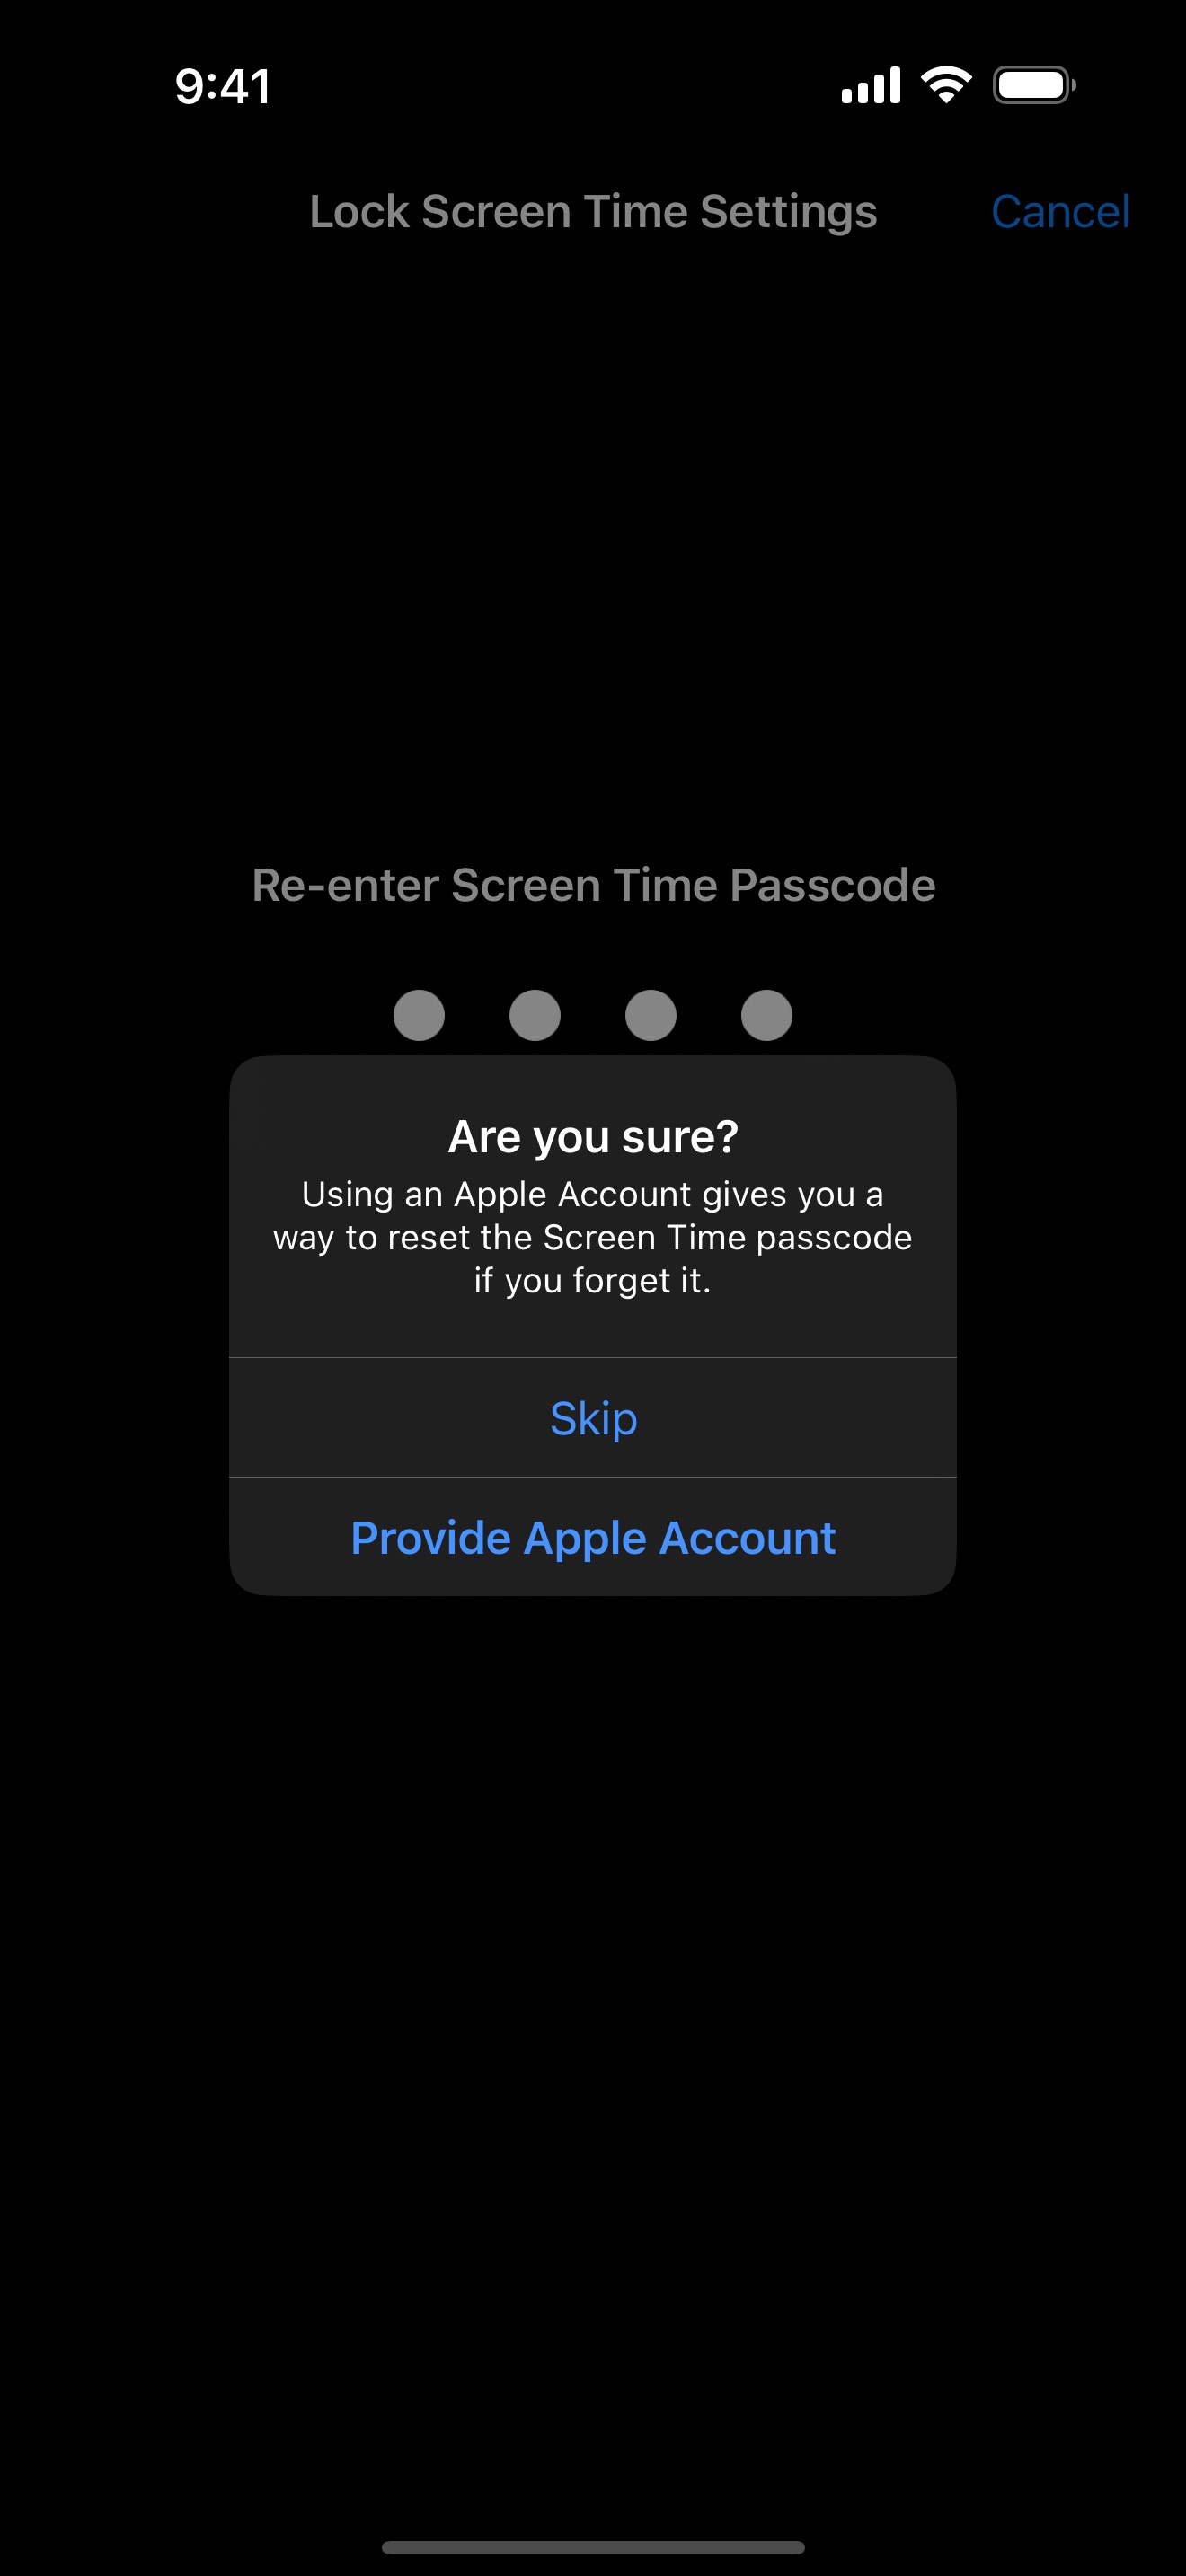 9:41
Lock Screen Time Settings
Cancel
Re-enter Screen Time Passcode
Are you sure?
Using an Apple Account gives you a
way to reset the Screen Time passcode
if you forget it.
Skip
Provide Apple Account